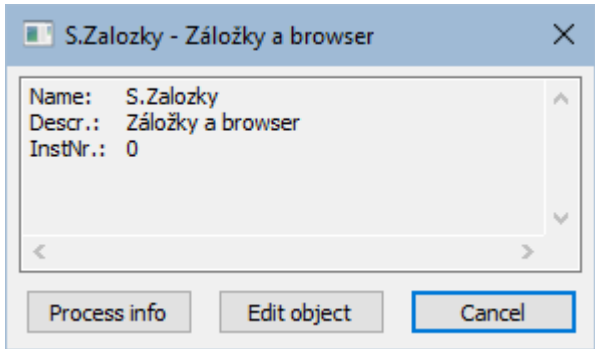 S.Zalozky - Záložky a browser
Name: S.Zalozky
Descr.: Záložky a browser
InstNr.: 0
Process info Edit object Cancel